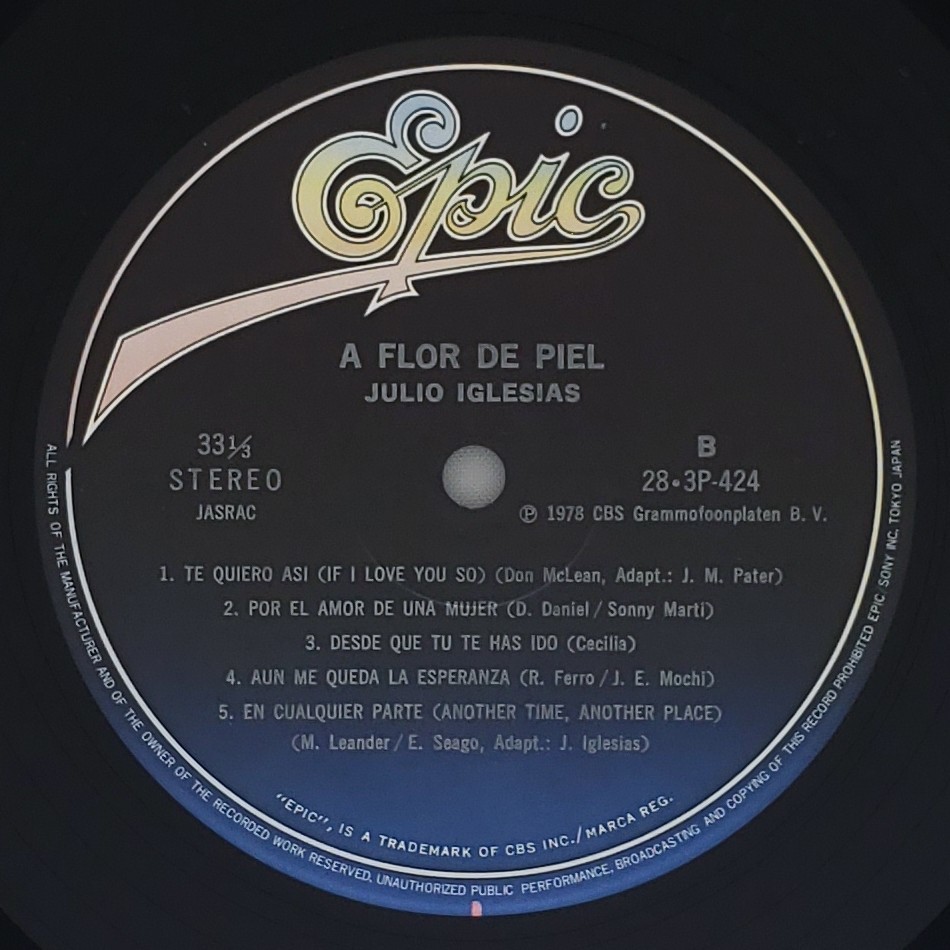 Epic
A FLOR DE PIEL
JULIO IGLESIAS
33⅓
STEREO
JASRAC
B
28•3P-424
℗ 1978 CBS Grammofoonplaten B. V.
1. TE QUIERO ASI (IF I LOVE YOU SO) (Don McLean, Adapt.: J. M. Pater)
2. POR EL AMOR DE UNA MUJER (D. Daniel / Sonny Marti)
3. DESDE QUE TU TE HAS IDO (Cecilia)
4. AUN ME QUEDA LA ESPERANZA (R. Ferro / J. E. Mochi)
5. EN CUALQUIER PARTE (ANOTHER TIME, ANOTHER PLACE)
(M. Leander / E. Seago, Adapt.: J. Iglesias)
"EPIC", IS A TRADEMARK OF CBS INC./MARCA REG.
ALL RIGHTS OF THE MANUFACTURER AND OF THE OWNER OF THE RECORDED WORK RESERVED. UNAUTHORIZED PUBLIC PERFORMANCE, BROADCASTING AND COPYING OF THIS RECORD PROHIBITED EPIC/SONY INC. TOKYO JAPAN